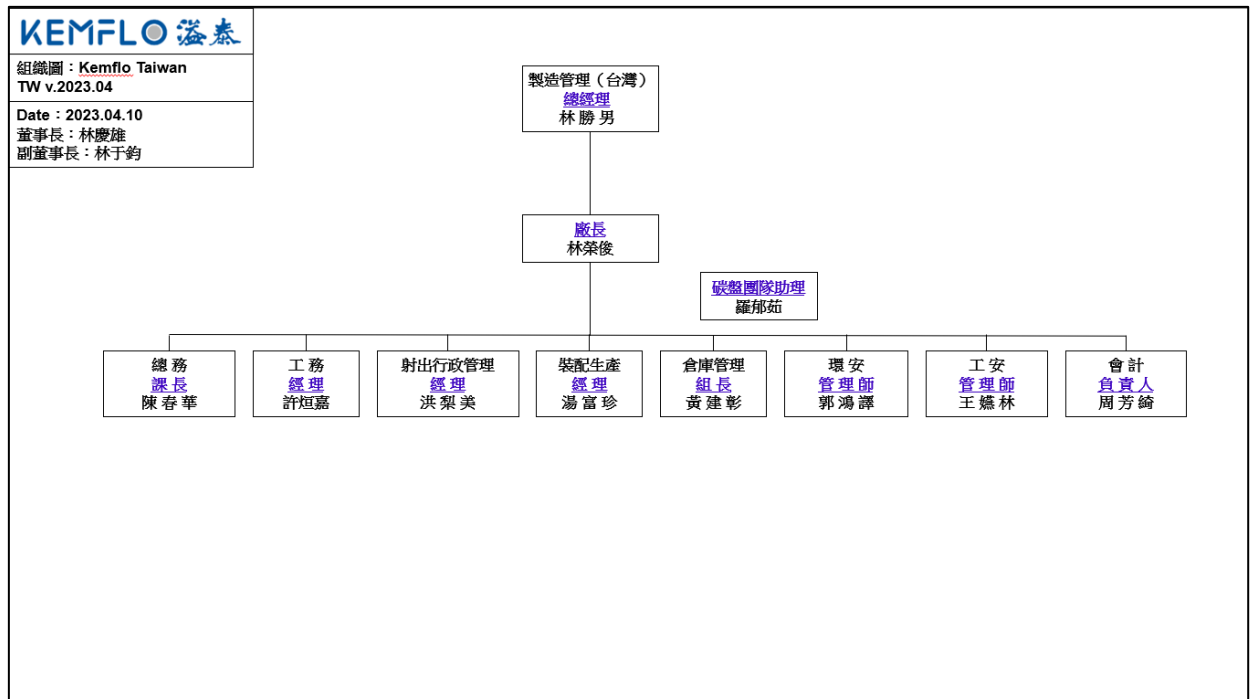 KEMFLO 溢泰
組織圖：Kemflo Taiwan
TW v.2023.04
Date：2023.04.10
董事長：林慶雄
副董事長：林于鈞
製造管理（台灣）
總經理
林 勝 男
廠長
林榮俊
碳盤團隊助理
羅郁茹
總 務
課 長
陳 春 華
工 務
經 理
許烜嘉
射出行政管理
經 理
洪 梨 美
裝配生產
經 理
湯 富 珍
倉庫管理
組 長
黃 建 彰
環 安
管 理 師
郭 鴻 譯
工 安
管 理 師
王 嬿 林
會 計
負 責 人
周 芳 綺